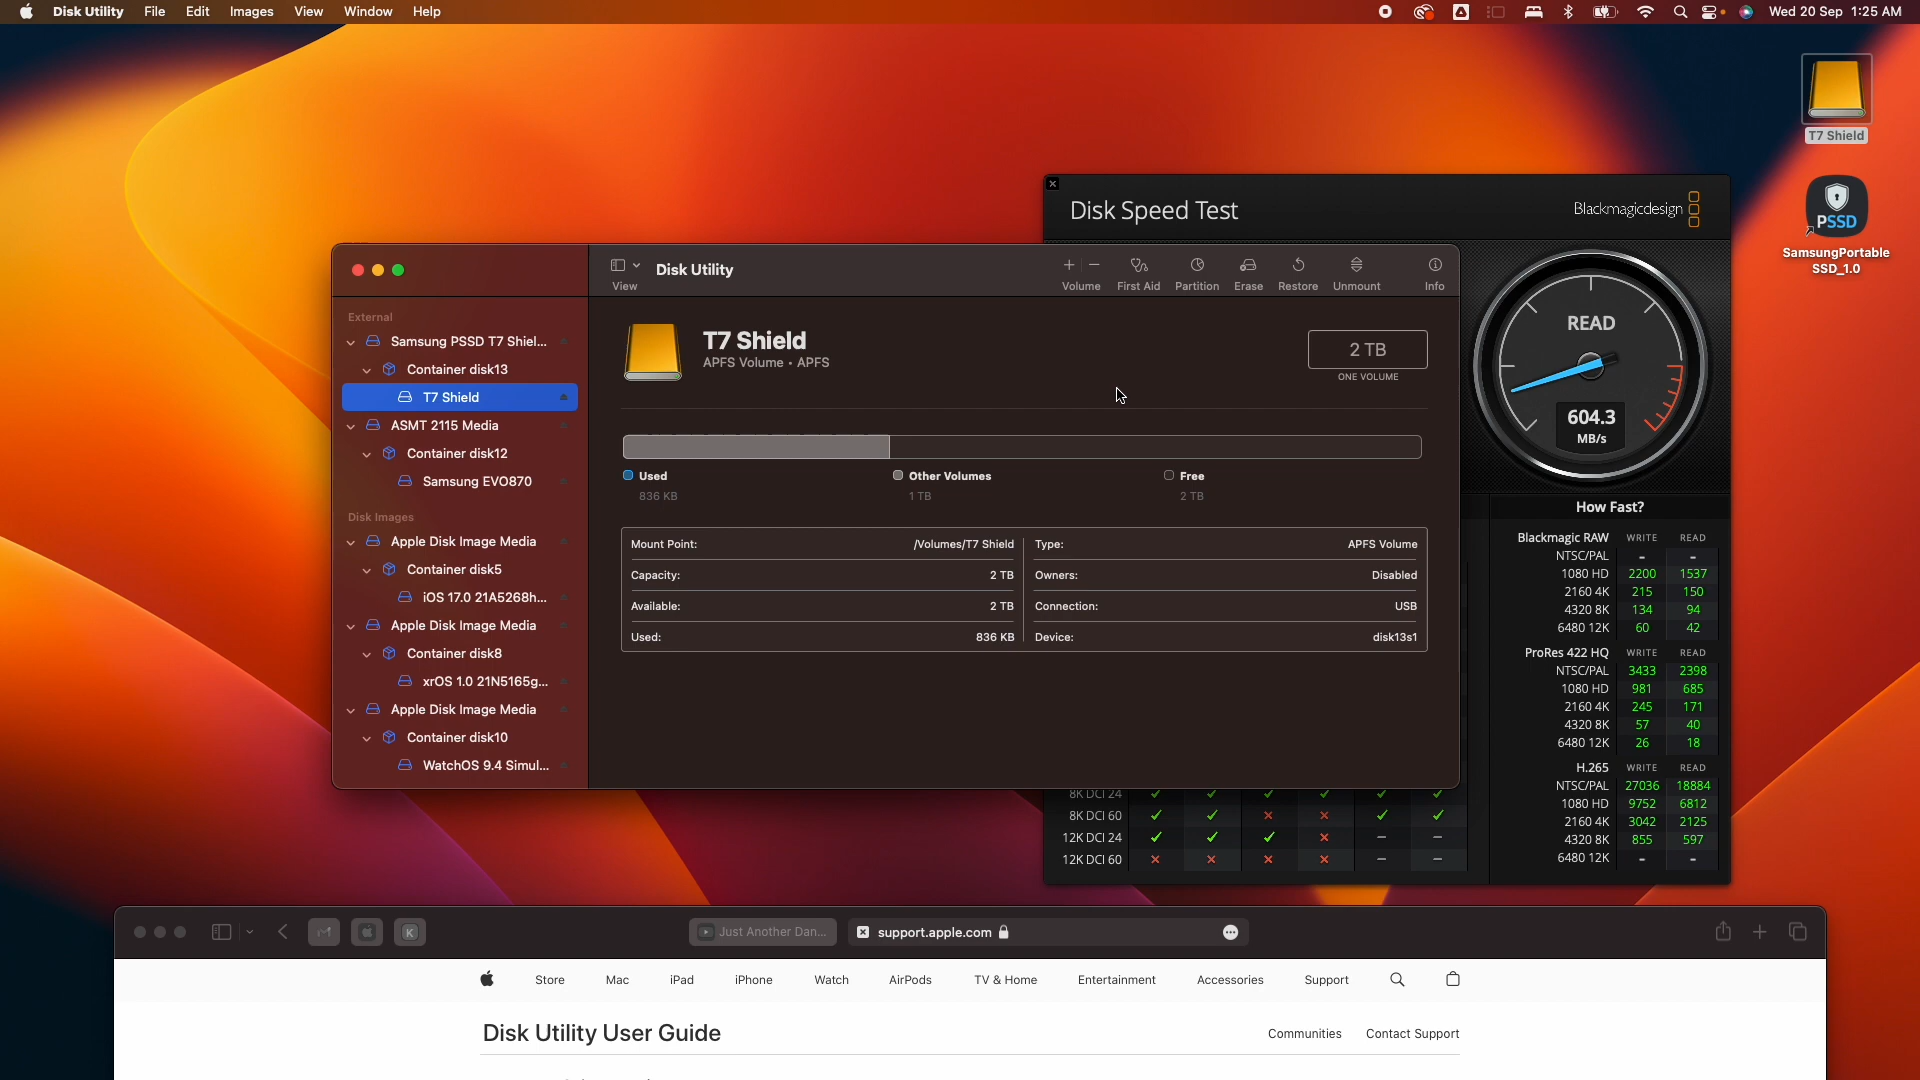 Disk Utility File Edit Images View Window Help Wed 20 Sep 1:25 AM
T7 Shield
PSSD
SamsungPortable
SSD_1.0
Disk Speed Test
Blackmagicdesign
READ
604.3
MB/s
View
Disk Utility
Volume First Aid Partition Erase Restore Unmount Info
External
Samsung PSSD T7 Shiel...
Container disk13
T7 Shield
ASMT 2115 Media
Container disk12
Samsung EVO870
Disk Images
Apple Disk Image Media
Container disk5
iOS 17.0 21A5268h...
Apple Disk Image Media
Container disk8
xrOS 1.0 21N5165g...
Apple Disk Image Media
Container disk10
WatchOS 9.4 Simul...
T7 Shield
APFS Volume • APFS
2 TB
ONE VOLUME
Used
836 KB
Other Volumes
1 TB
Free
2 TB
Mount Point: /Volumes/T7 Shield
Capacity: 2 TB
Available: 2 TB
Used: 836 KB
Type: APFS Volume
Owners: Disabled
Connection: USB
Device: disk13s1
How Fast?
Blackmagic RAW WRITE READ
NTSC/PAL - -
1080 HD 2200 1537
2160 4K 215 150
4320 8K 134 94
6480 12K 60 42
ProRes 422 HQ WRITE READ
NTSC/PAL 3433 2398
1080 HD 981 685
2160 4K 245 171
4320 8K 57 40
6480 12K 26 18
H.265 WRITE READ
NTSC/PAL 27036 18884
1080 HD 9752 6812
2160 4K 3042 2125
4320 8K 855 597
6480 12K - -
8K DCI 24 ✓ ✓ ✓ ✓ ✓ ✓
8K DCI 60 ✓ ✓ × × ✓ ✓
12K DCI 24 ✓ ✓ ✓ × – –
12K DCI 60 × × × × – –
K
Just Another Dan...
support.apple.com
Store Mac iPad iPhone Watch AirPods TV & Home Entertainment Accessories Support
Disk Utility User Guide
Communities Contact Support